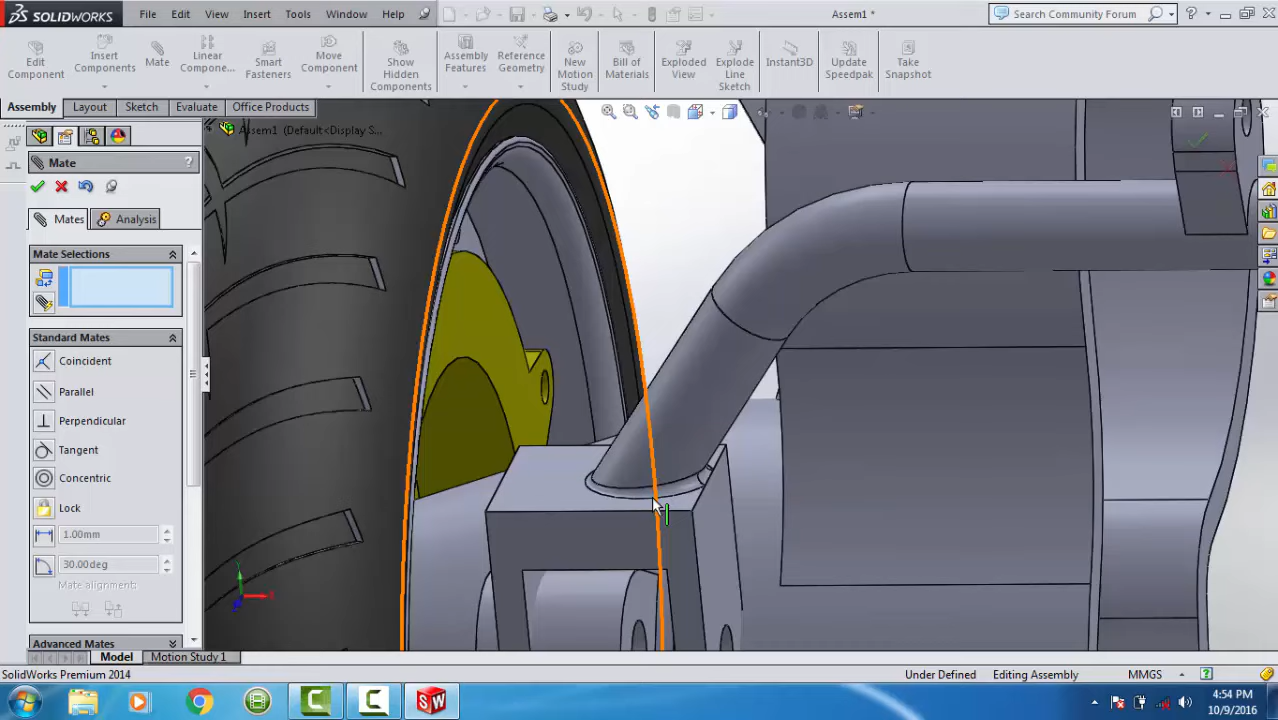 SOLIDWORKS File Edit View Insert Tools Window Help Assem1 * Search Community Forum
Edit Component
Insert Components
Mate
Linear Compone...
Smart Fasteners
Move Component
Show Hidden Components
Assembly Features
Reference Geometry
New Motion Study
Bill of Materials
Exploded View
Explode Line Sketch
Instant3D
Update Speedpak
Take Snapshot
Assembly Layout Sketch Evaluate Office Products
Assem1 (Default<Display S...
Mate ?
Mates Analysis
Mate Selections
Standard Mates
Coincident
Parallel
Perpendicular
Tangent
Concentric
Lock
1.00mm
30.00deg
Mate alignment:
Advanced Mates
Model Motion Study 1
SolidWorks Premium 2014 Under Defined Editing Assembly MMGS ?
4:54 PM
10/9/2016